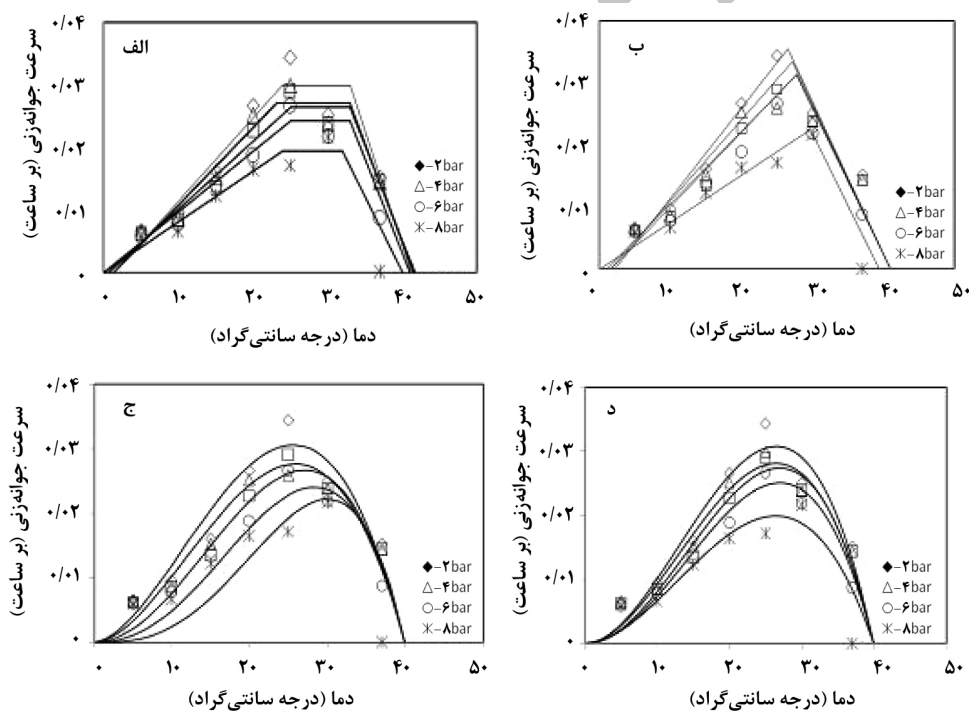 الف
سرعت جوانه‌زنی (بر ساعت)
۰/۰۴
۰/۰۳
۰/۰۲
۰/۰۱
۰
-۲bar
-۴bar
-۶bar
-۸bar
۰ ۱۰ ۲۰ ۳۰ ۴۰ ۵۰
دما (درجه سانتی‌گراد)
ب
سرعت جوانه‌زنی (بر ساعت)
۰/۰۴
۰/۰۳
۰/۰۲
۰/۰۱
۰
-۲bar
-۴bar
-۶bar
-۸bar
۰ ۱۰ ۲۰ ۳۰ ۴۰ ۵۰
دما (درجه سانتی‌گراد)
ج
سرعت جوانه‌زنی (بر ساعت)
۰/۰۴
۰/۰۳
۰/۰۲
۰/۰۱
۰
-۲bar
-۴bar
-۶bar
-۸bar
۰ ۱۰ ۲۰ ۳۰ ۴۰ ۵۰
دما (درجه سانتی‌گراد)
د
سرعت جوانه‌زنی (بر ساعت)
۰/۰۴
۰/۰۳
۰/۰۲
۰/۰۱
۰
-۲bar
-۴bar
-۶bar
-۸bar
۰ ۱۰ ۲۰ ۳۰ ۴۰ ۵۰
دما (درجه سانتی‌گراد)